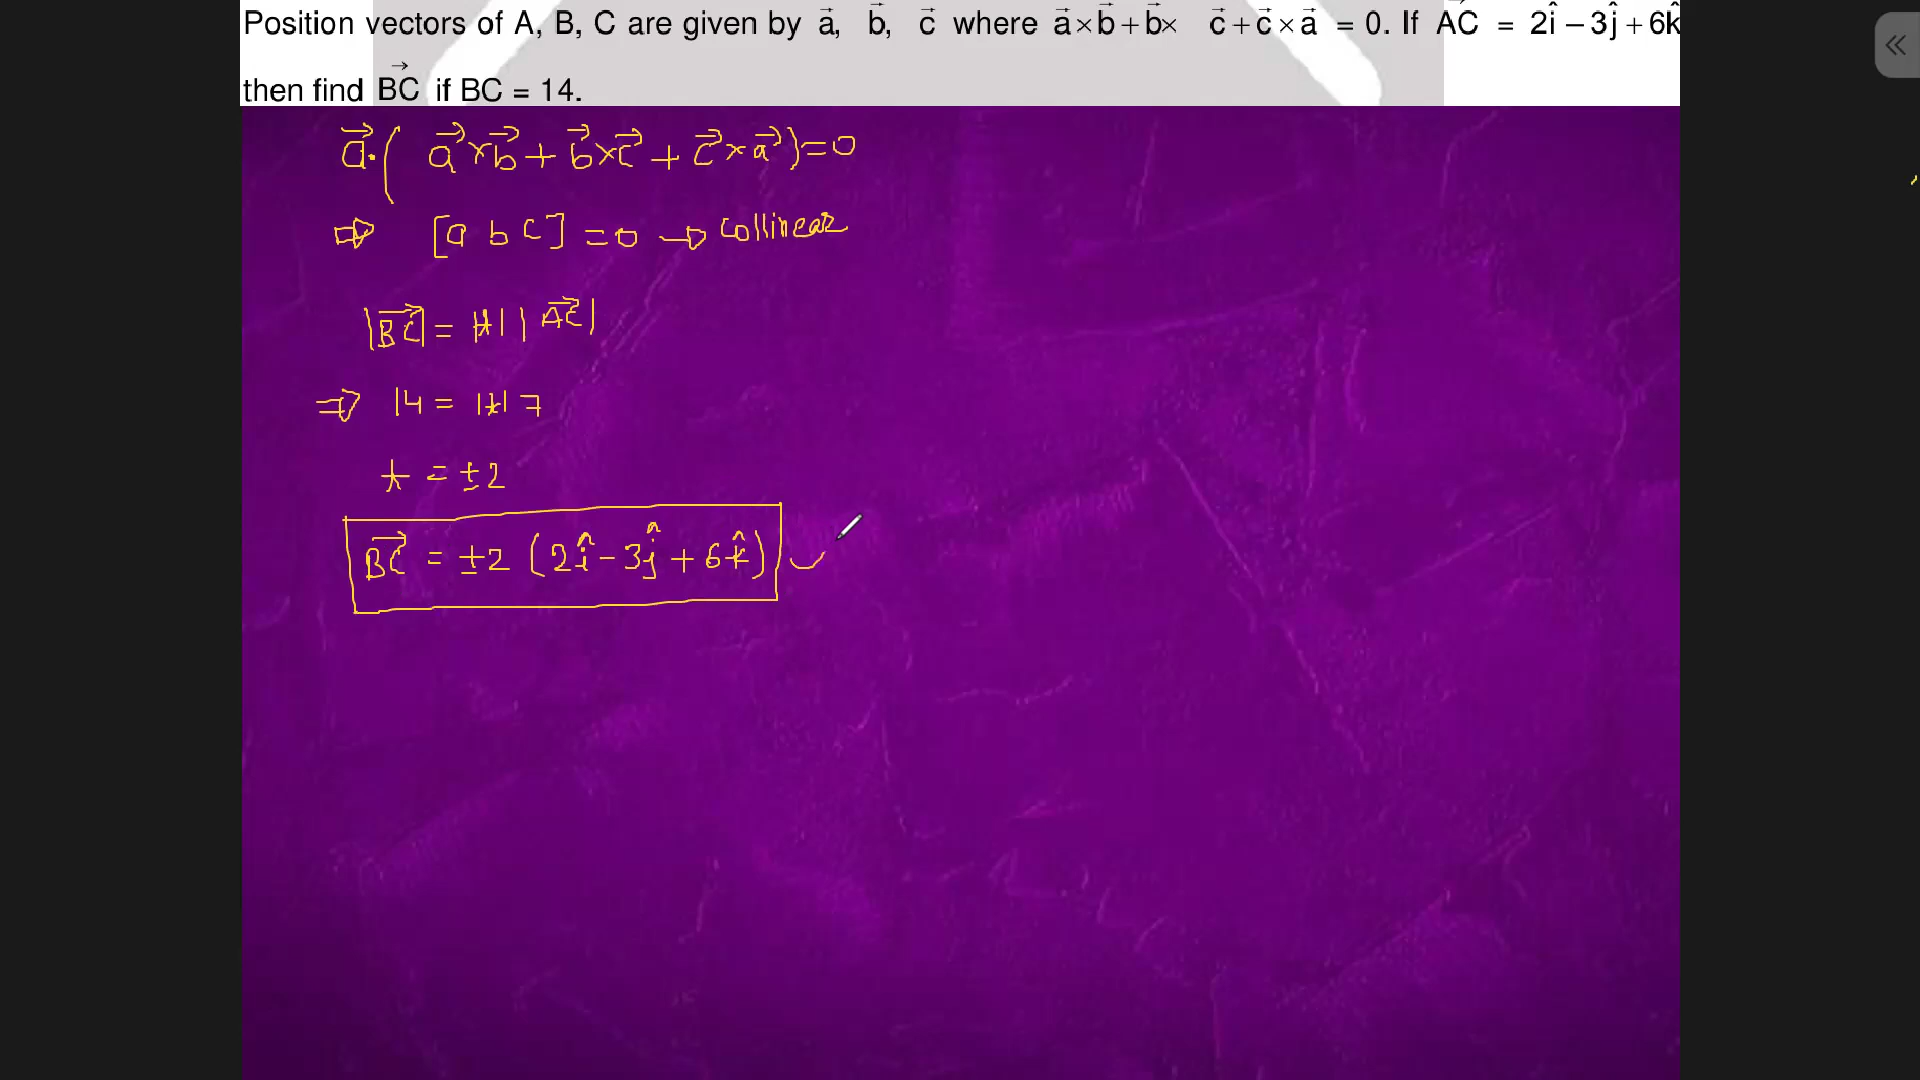 Position vectors of A, B, C are given by a⃗, b⃗, c⃗ where a⃗×b⃗+b⃗× c⃗+c⃗×a⃗ = 0. If AC⃗ = 2î−3ĵ+6k̂
then find BC⃗ if BC = 14.
a⃗.( a⃗×b⃗ + b⃗×c⃗ + c⃗×a⃗)=0
⇒ [a b c] = 0 → collinear
|BC⃗| = |λ| |AC⃗|
⇒ 14 = |λ| 7
λ = ±2
BC⃗ = ±2 (2î−3ĵ+6k̂)